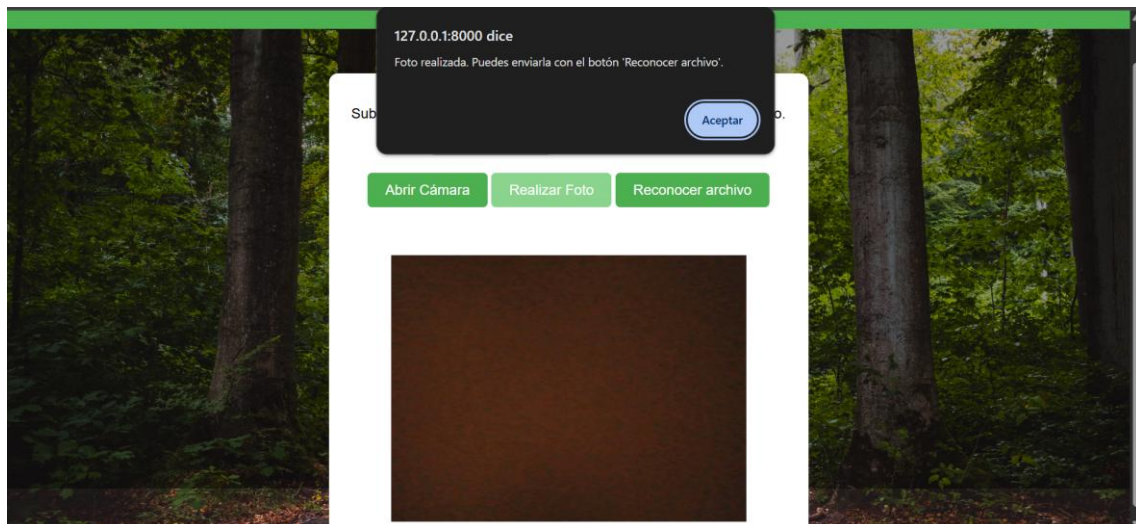 127.0.0.1:8000 dice
Foto realizada. Puedes enviarla con el botón 'Reconocer archivo'.
Aceptar
Abrir Cámara Realizar Foto Reconocer archivo